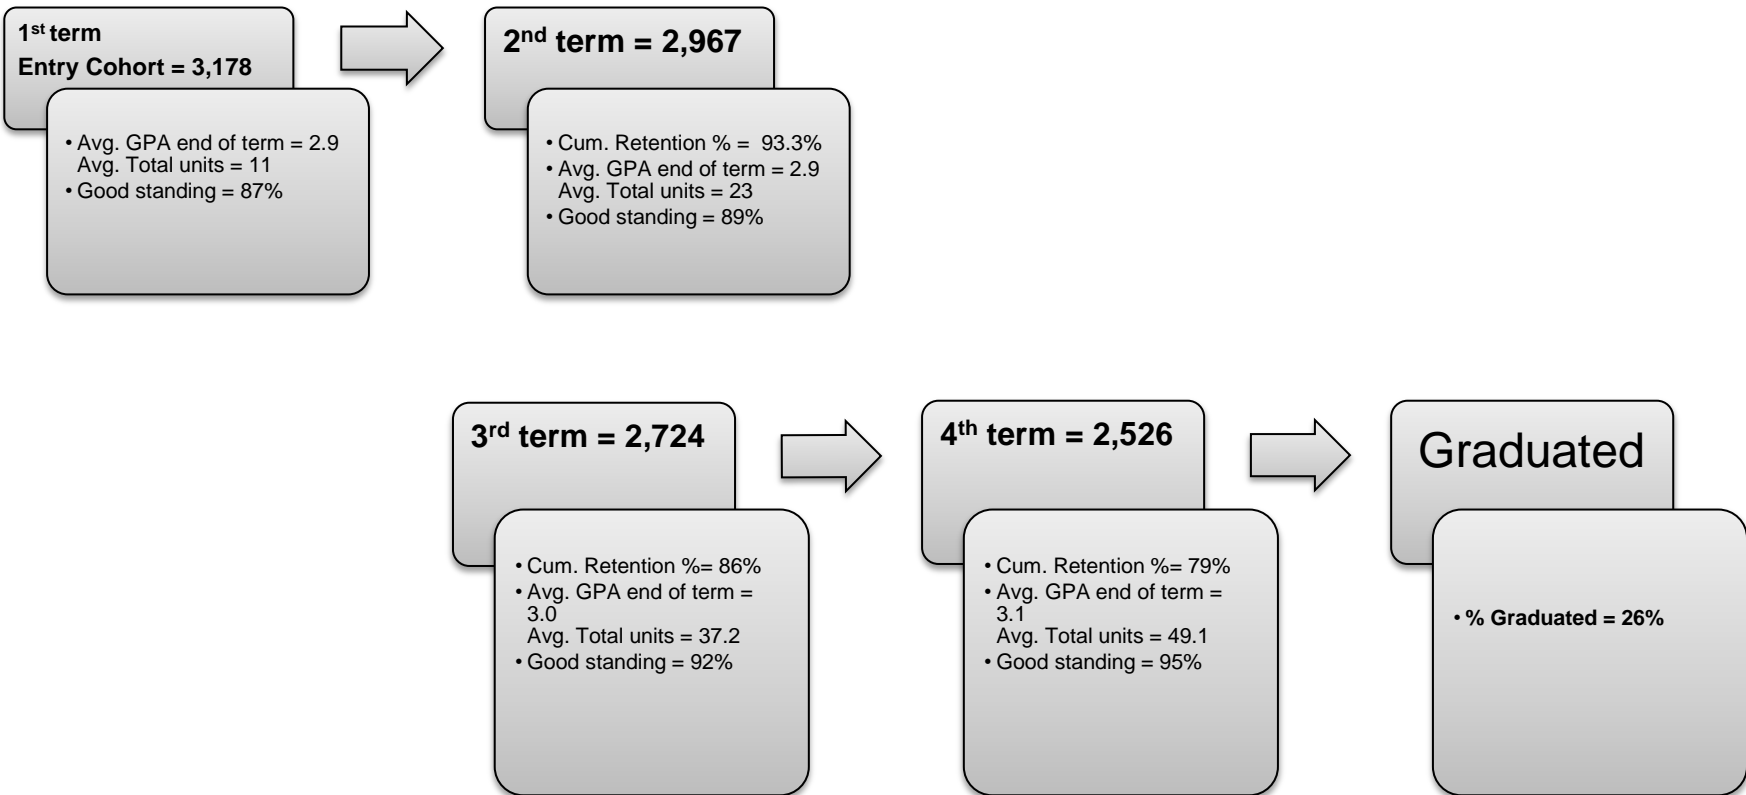 1st term
Entry Cohort = 3,178
• Avg. GPA end of term = 2.9
Avg. Total units = 11
• Good standing = 87%
2nd term = 2,967
• Cum. Retention % = 93.3%
• Avg. GPA end of term = 2.9
Avg. Total units = 23
• Good standing = 89%
3rd term = 2,724
• Cum. Retention %= 86%
• Avg. GPA end of term =
3.0
Avg. Total units = 37.2
• Good standing = 92%
4th term = 2,526
• Cum. Retention %= 79%
• Avg. GPA end of term =
3.1
Avg. Total units = 49.1
• Good standing = 95%
Graduated
• % Graduated = 26%